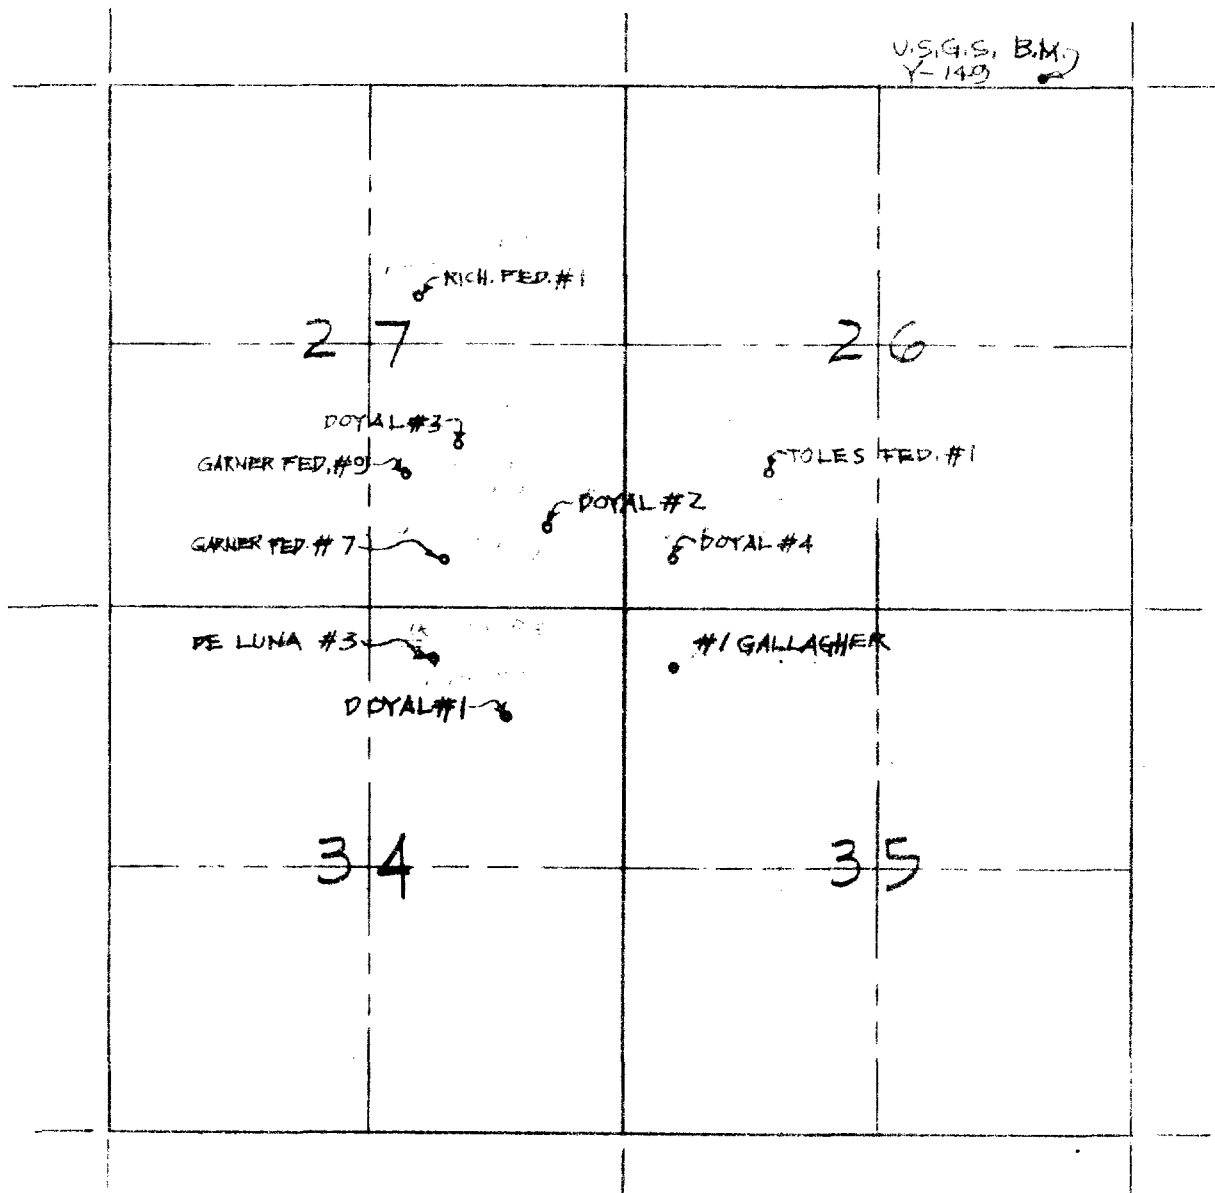 U.S.G.S. B.M.
Y-149
RICH. FED. #1
27
26
DOYAL #3
GARNER FED. #9
TOLES FED. #1
DOYAL #2
GARNER FED. #7
DOYAL #4
DE LUNA #3
#1 GALLAGHER
DOYAL #1
34
35